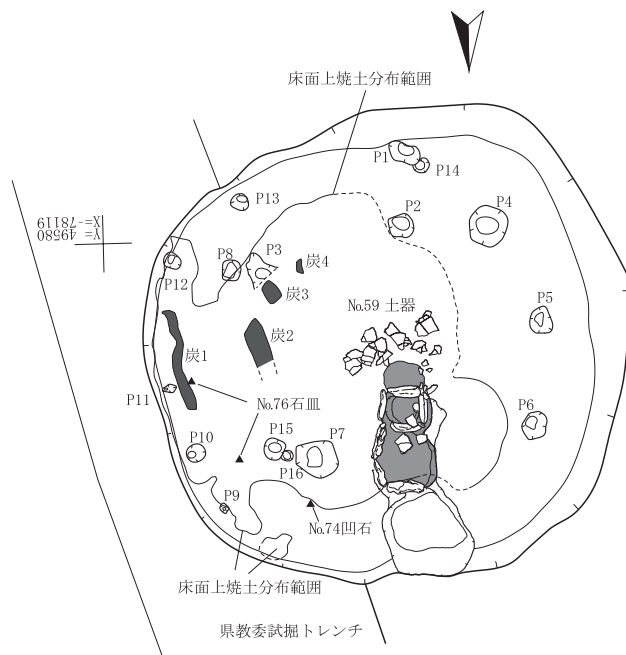 床面上焼土分布範囲
P1
P14
P13
P2
P4
X=-78119
Y= 49580
P8
P3
炭4
P12
炭3
No.59 土器
P5
炭2
炭1
P11
No.76石皿
P6
P15
P7
P10
P16
P9
No.74凹石
床面上焼土分布範囲
県教委試掘トレンチ